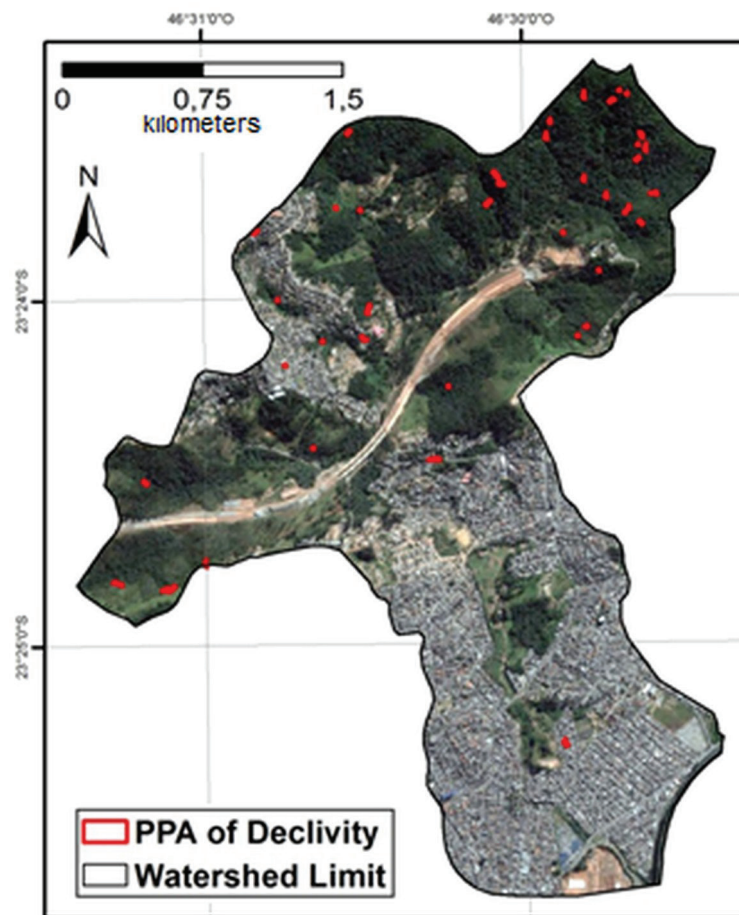 46°31'0"O 46°30'0"O
0 0,75 1,5
kilometers
N
23°24'0"S
23°25'0"S
PPA of Declivity
Watershed Limit